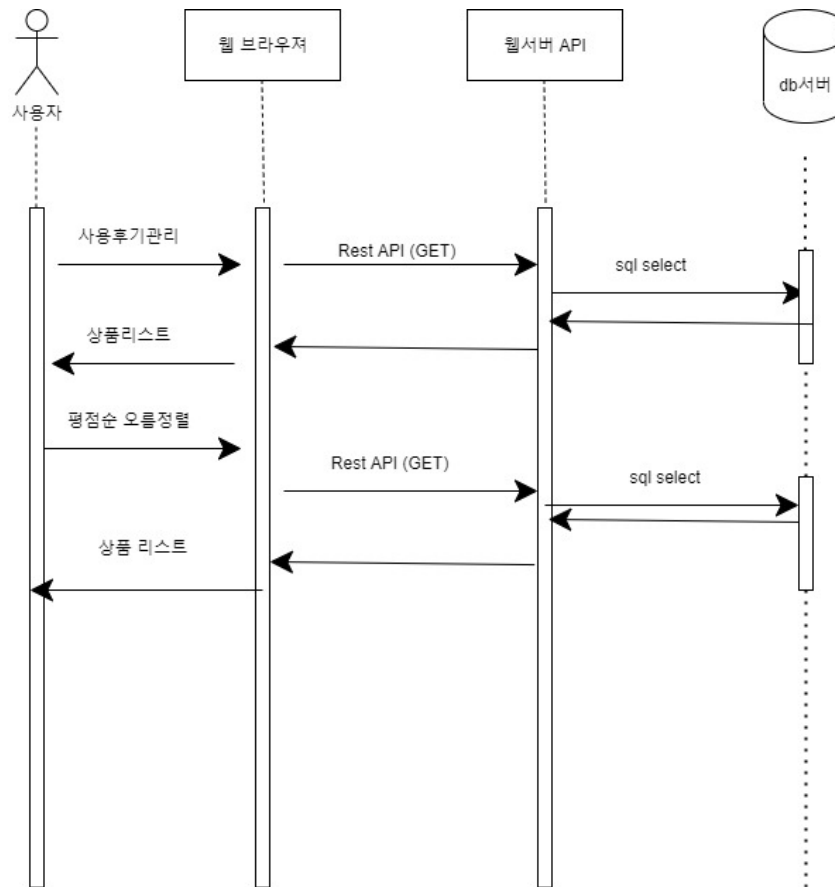 웹 브라우져
웹서버 API
db서버
사용자
사용후기관리
Rest API (GET)
sql select
상품리스트
평점순 오름정렬
Rest API (GET)
sql select
상품 리스트